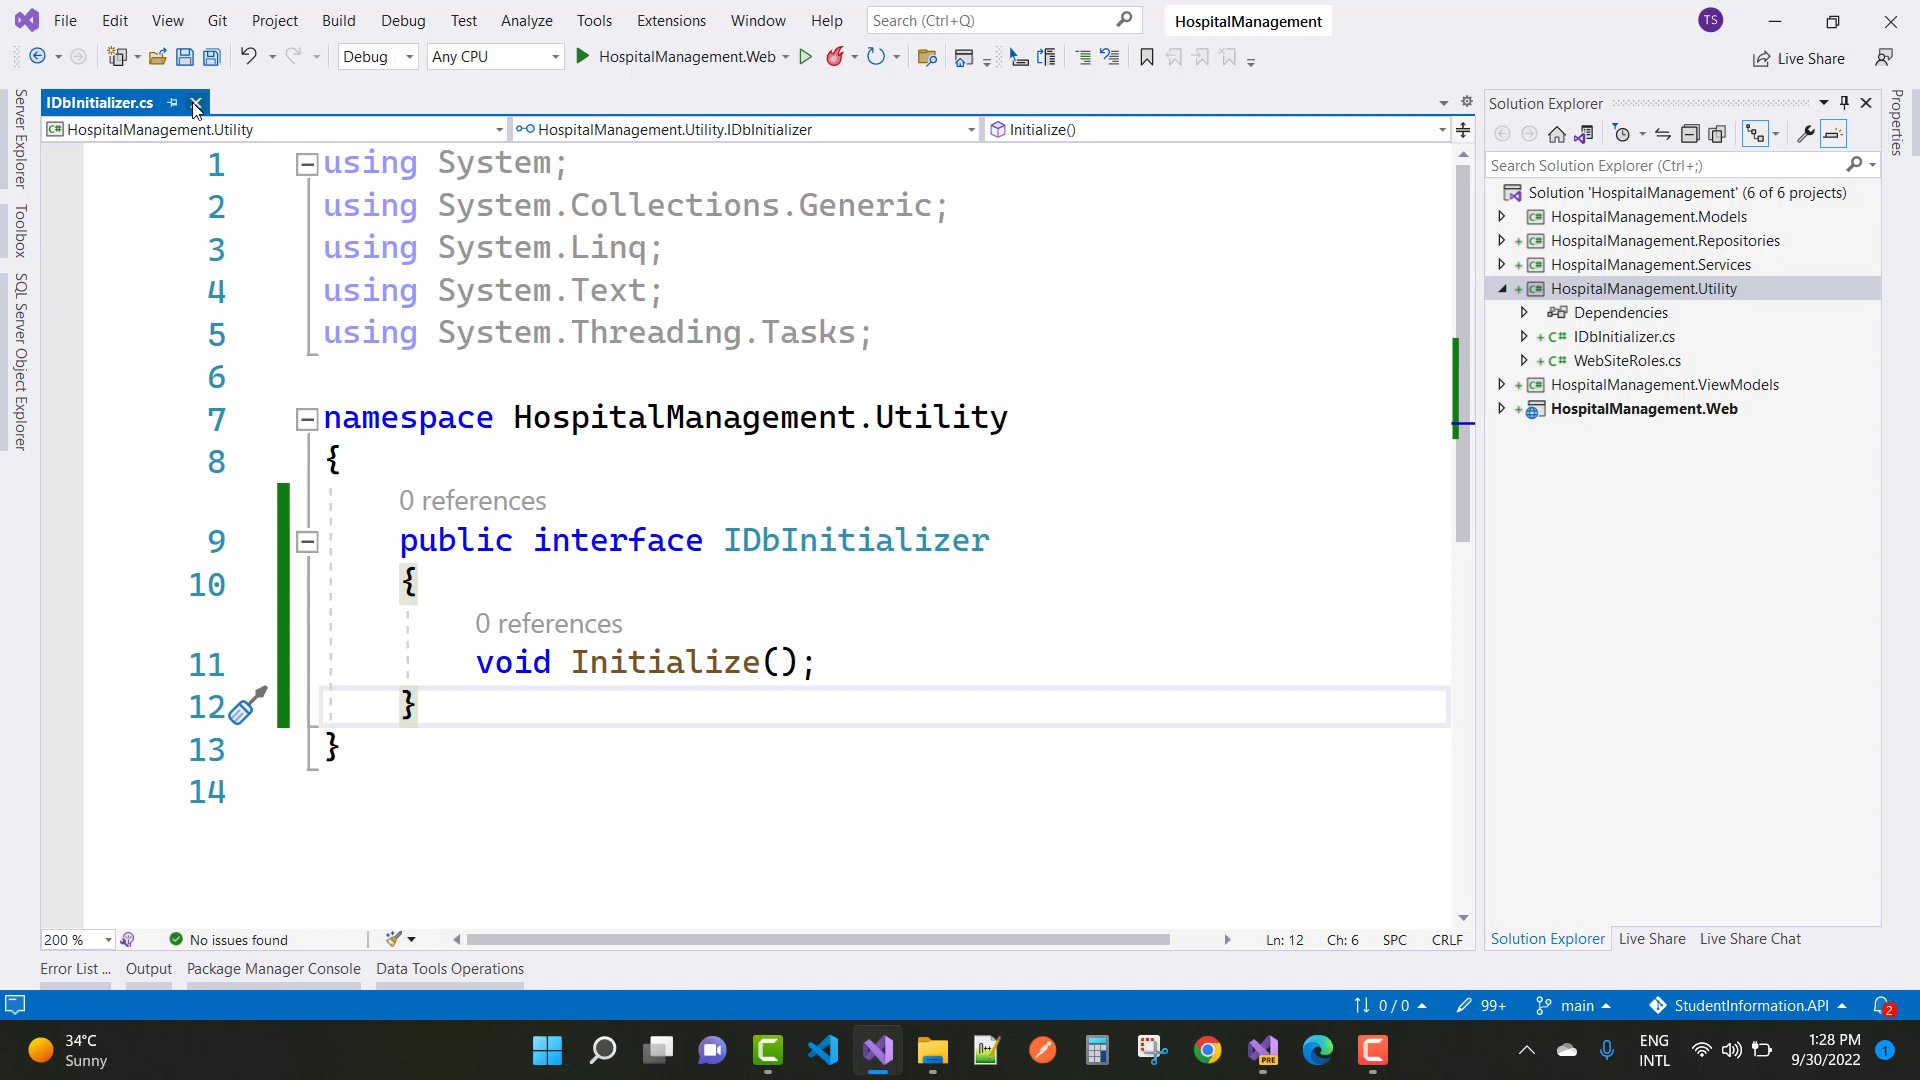 File Edit View Git Project Build Debug Test Analyze Tools Extensions Window Help Search (Ctrl+Q) HospitalManagement TS
Debug Any CPU HospitalManagement.Web Live Share
IDbInitializer.cs
HospitalManagement.Utility HospitalManagement.Utility.IDbInitializer Initialize()
Server Explorer
Toolbox
SQL Server Object Explorer
1 using System;
2 using System.Collections.Generic;
3 using System.Linq;
4 using System.Text;
5 using System.Threading.Tasks;
6
7 namespace HospitalManagement.Utility
8 {
0 references
9 public interface IDbInitializer
10 {
0 references
11 void Initialize();
12 }
13 }
14
200 % No issues found Ln: 12 Ch: 6 SPC CRLF
Solution Explorer
Search Solution Explorer (Ctrl+;)
Solution 'HospitalManagement' (6 of 6 projects)
C# HospitalManagement.Models
C# HospitalManagement.Repositories
C# HospitalManagement.Services
C# HospitalManagement.Utility
Dependencies
C# IDbInitializer.cs
C# WebSiteRoles.cs
C# HospitalManagement.ViewModels
HospitalManagement.Web
Solution Explorer Live Share Live Share Chat
Properties
Error List ... Output Package Manager Console Data Tools Operations
0 / 0 99+ main StudentInformation.API 2
34°C
Sunny
PRE
ENG
INTL
1:28 PM
9/30/2022
1